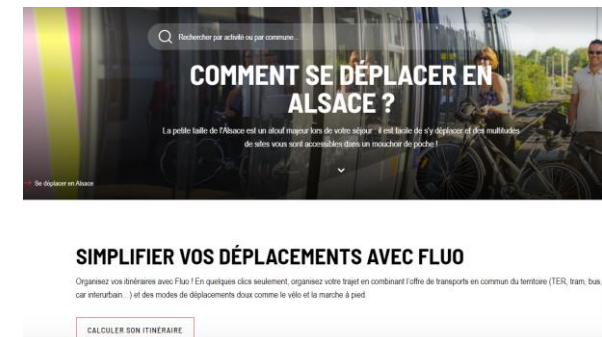 Rechercher par activité ou par commune...
COMMENT SE DÉPLACER EN
ALSACE ?
La petite taille de l'Alsace est un atout majeur lors de votre séjour : il est facile de s'y déplacer et des multitudes
de sites vous sont accessibles dans un mouchoir de poche !
Se déplacer en Alsace
SIMPLIFIER VOS DÉPLACEMENTS AVEC FLUO
Organisez vos itinéraires avec Fluo ! En quelques clics seulement, organisez votre trajet en combinant l'offre de transports en commun du territoire (TER, tram, bus,
car interurbain...) et des modes de déplacements doux comme le vélo et la marche à pied.
CALCULER SON ITINÉRAIRE